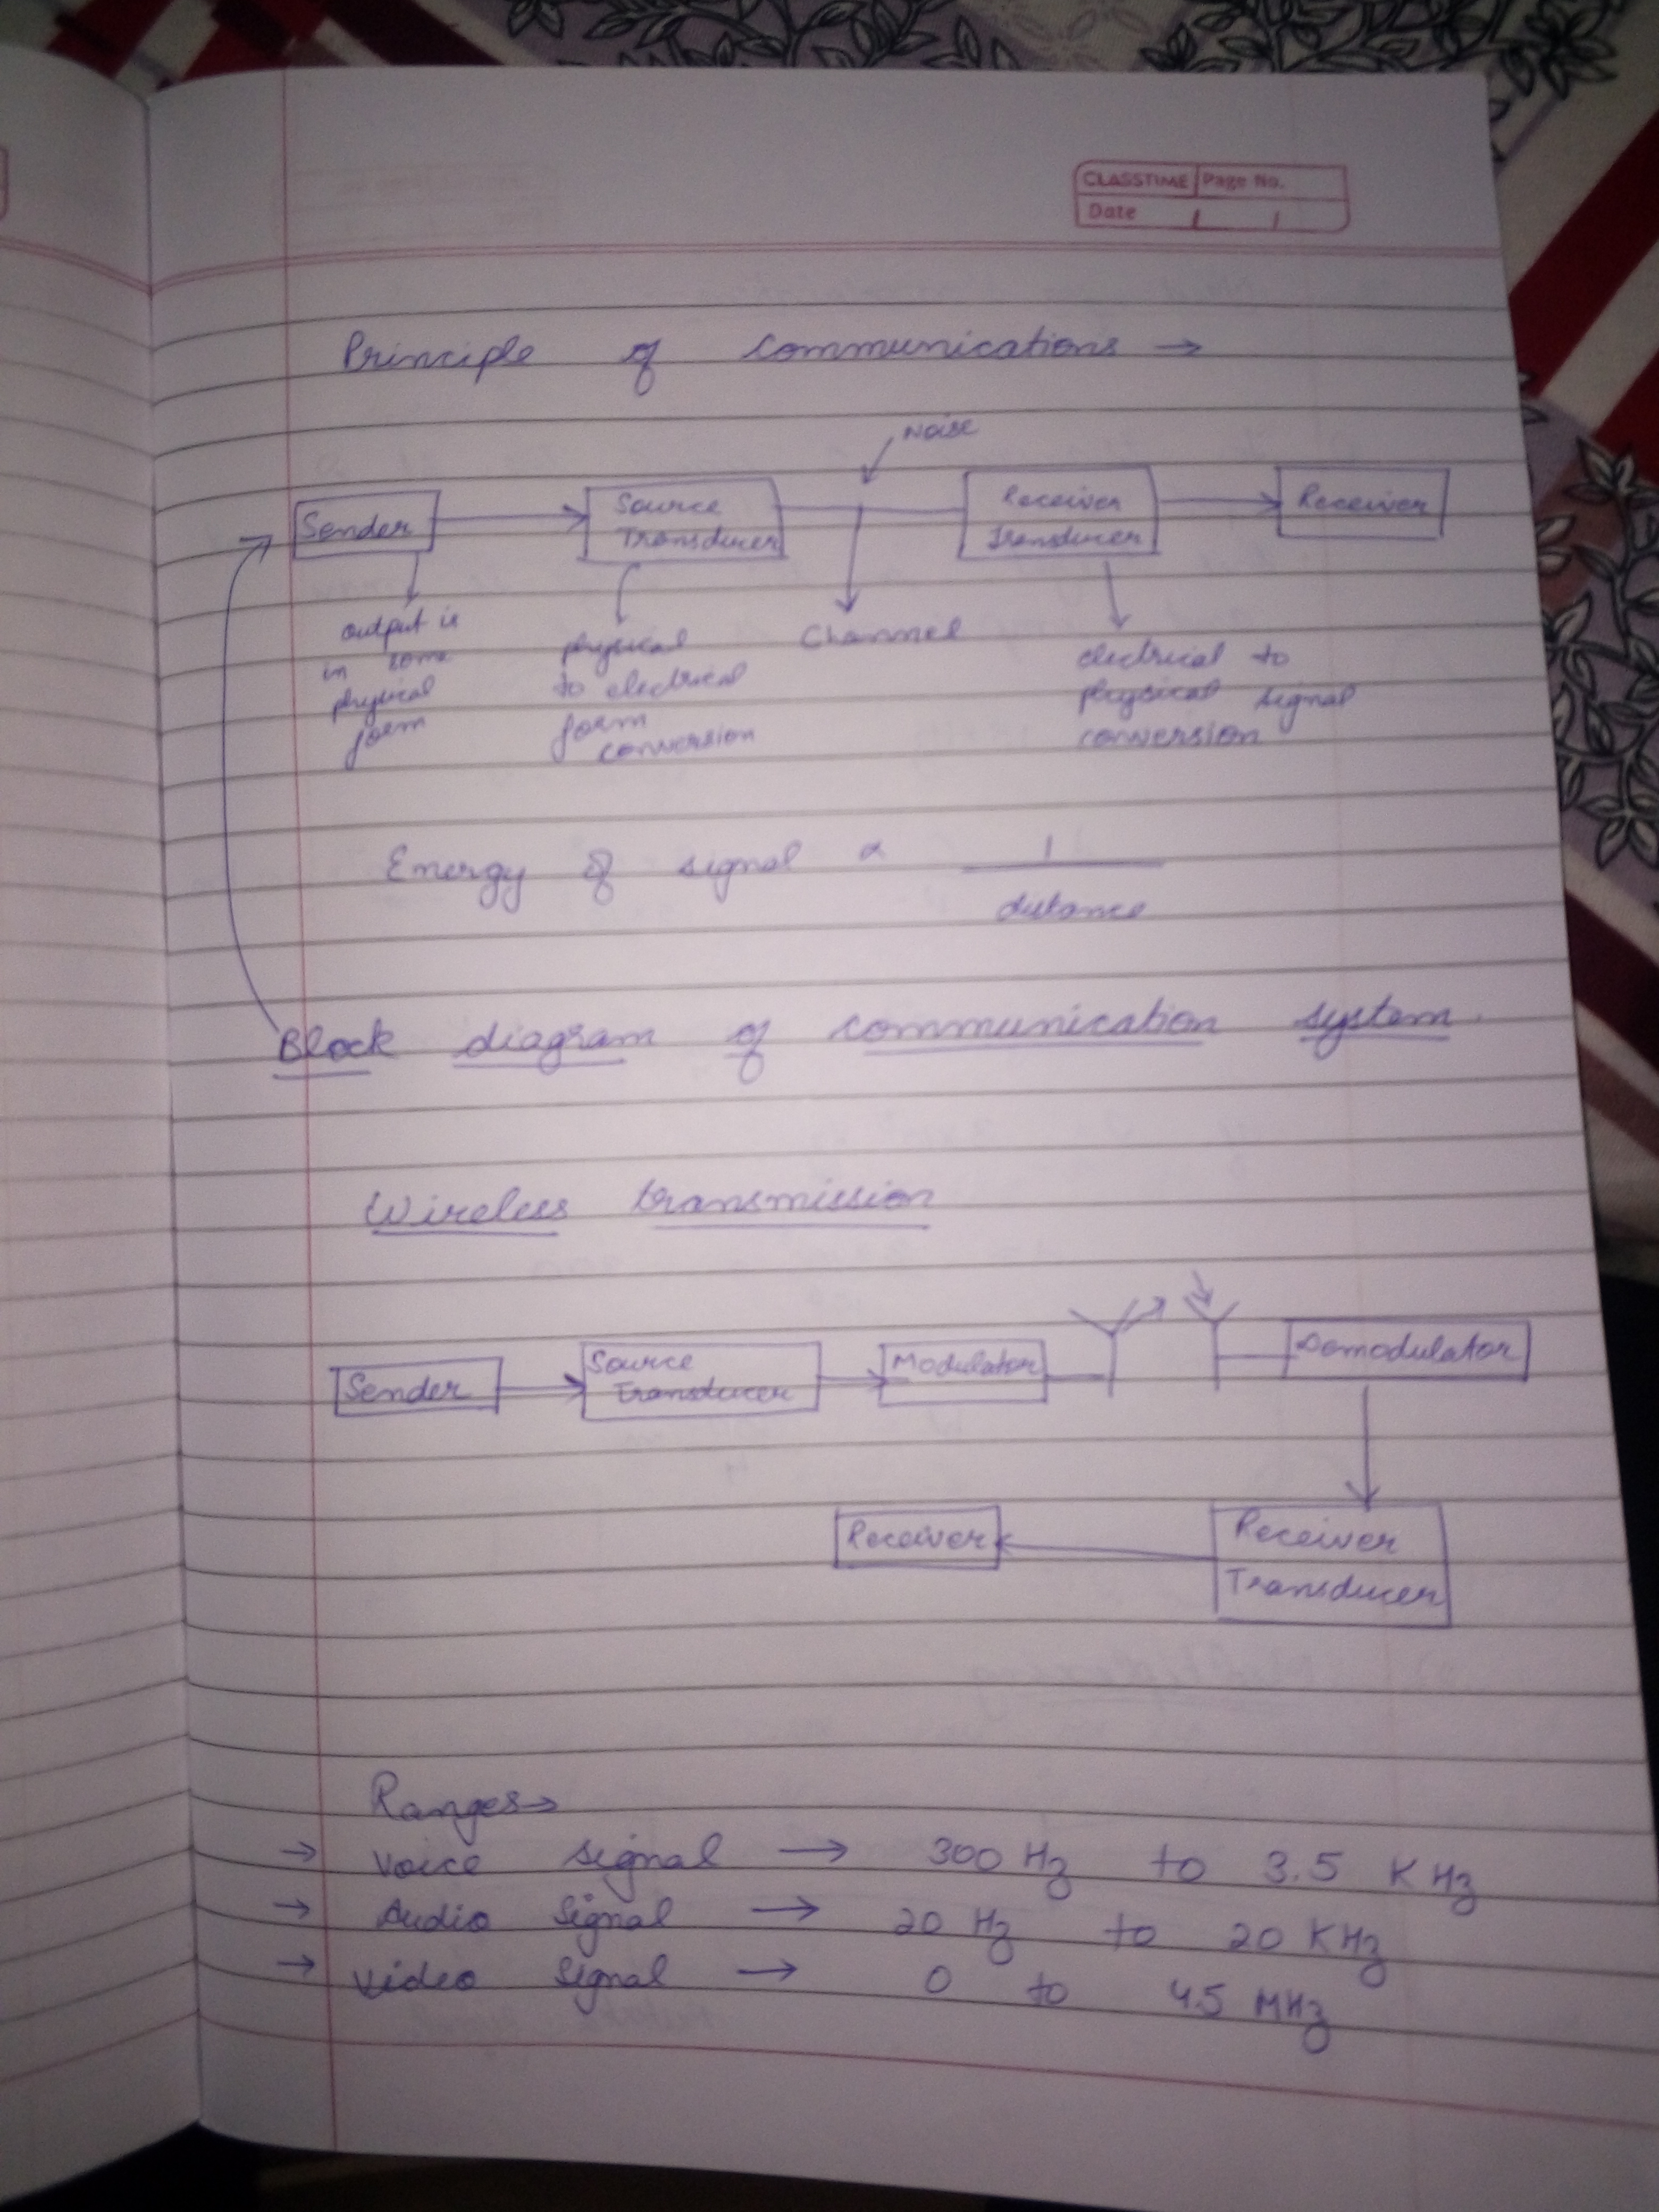 CLASSTIME Page No.
Date / /
Principle of communications →
Noise
Sender
Source
Transducer
Receiver
Transducer
Receiver
output is
in some
physical
form
physical
to electrical
form
conversion
Channel
electrical to
physical signal
conversion
Energy of signal ∝ 1
distance
Block diagram of communication system
Wireless transmission
Sender
Source
Transducer
Modulator
Demodulator
Receiver
Receiver
Transducer
Ranges →
→ Voice signal → 300 Hz to 3.5 KHz
→ Audio signal → 20 Hz to 20 KHz
→ Video signal → 0 to 4.5 MHz